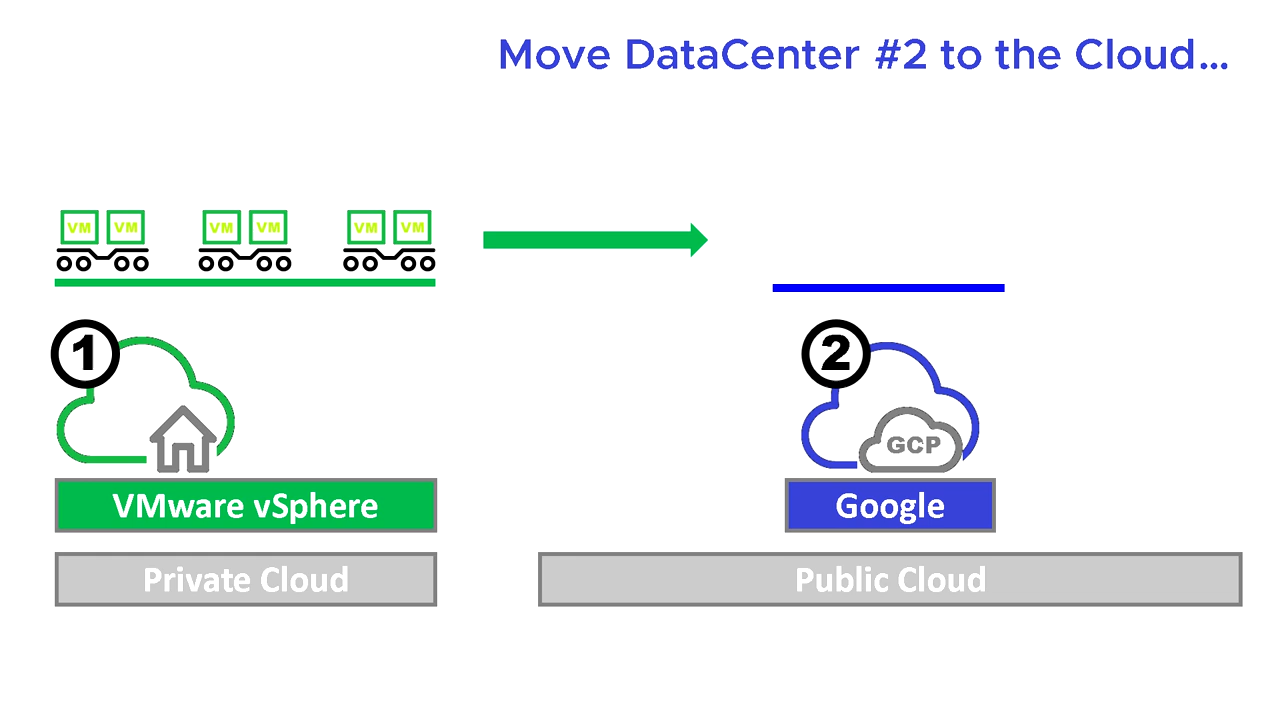 Move DataCenter #2 to the Cloud...
VM VM VM VM VM VM
1
2
GCP
VMware vSphere
Google
Private Cloud
Public Cloud